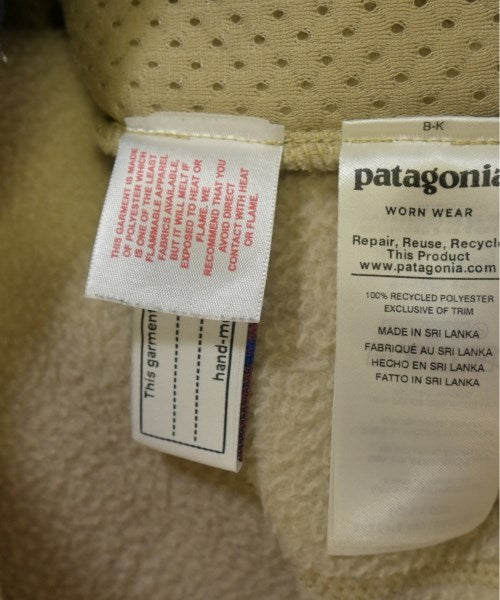 THIS GARMENT IS MADE
OF POLYESTER WHICH
IS ONE OF THE LEAST
FLAMMABLE APPAREL
FABRICS AVAILABLE,
BUT IT WILL MELT IF
EXPOSED TO HEAT OR
FLAME. WE
RECOMMEND THAT YOU
AVOID DIRECT
CONTACT WITH HEAT
OR FLAME.
This garment
hand-m
B-K
patagonia
WORN WEAR
Repair, Reuse, Recycl
This Product
www.patagonia.com
100% RECYCLED POLYESTER
EXCLUSIVE OF TRIM
MADE IN SRI LANKA
FABRIQUÉ AU SRI LANKA
HECHO EN SRI LANKA
FATTO IN SRI LANKA